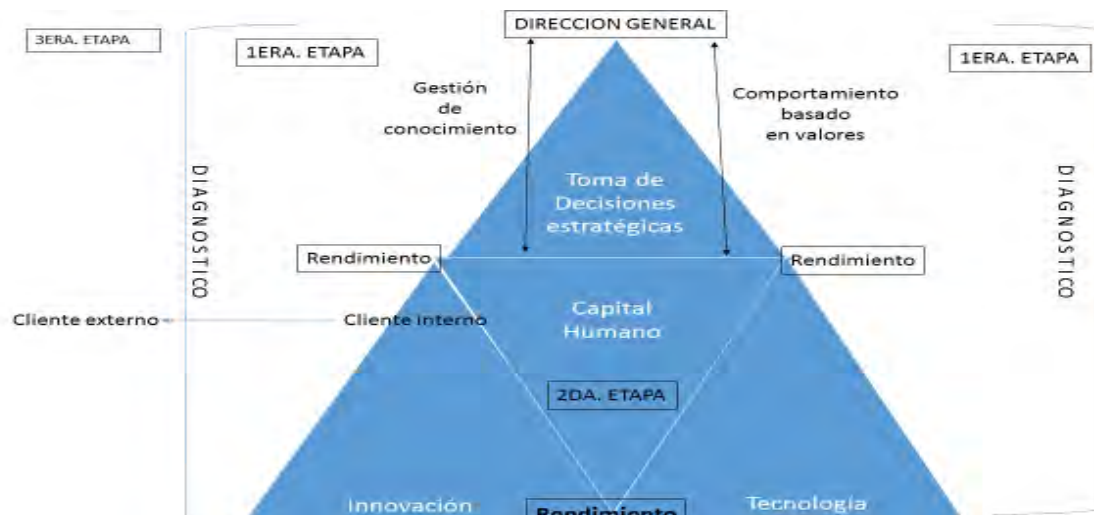 DIRECCION GENERAL
3ERA. ETAPA
1ERA. ETAPA
1ERA. ETAPA
Gestión
de
conocimiento
Comportamiento
basado
en valores
DIAGNOSTICO
DIAGNOSTICO
Toma de
Decisiones
estratégicas
Rendimiento
Rendimiento
Cliente externo
Cliente interno
Capital
Humano
2DA. ETAPA
Innovación
Rendimiento
Tecnología